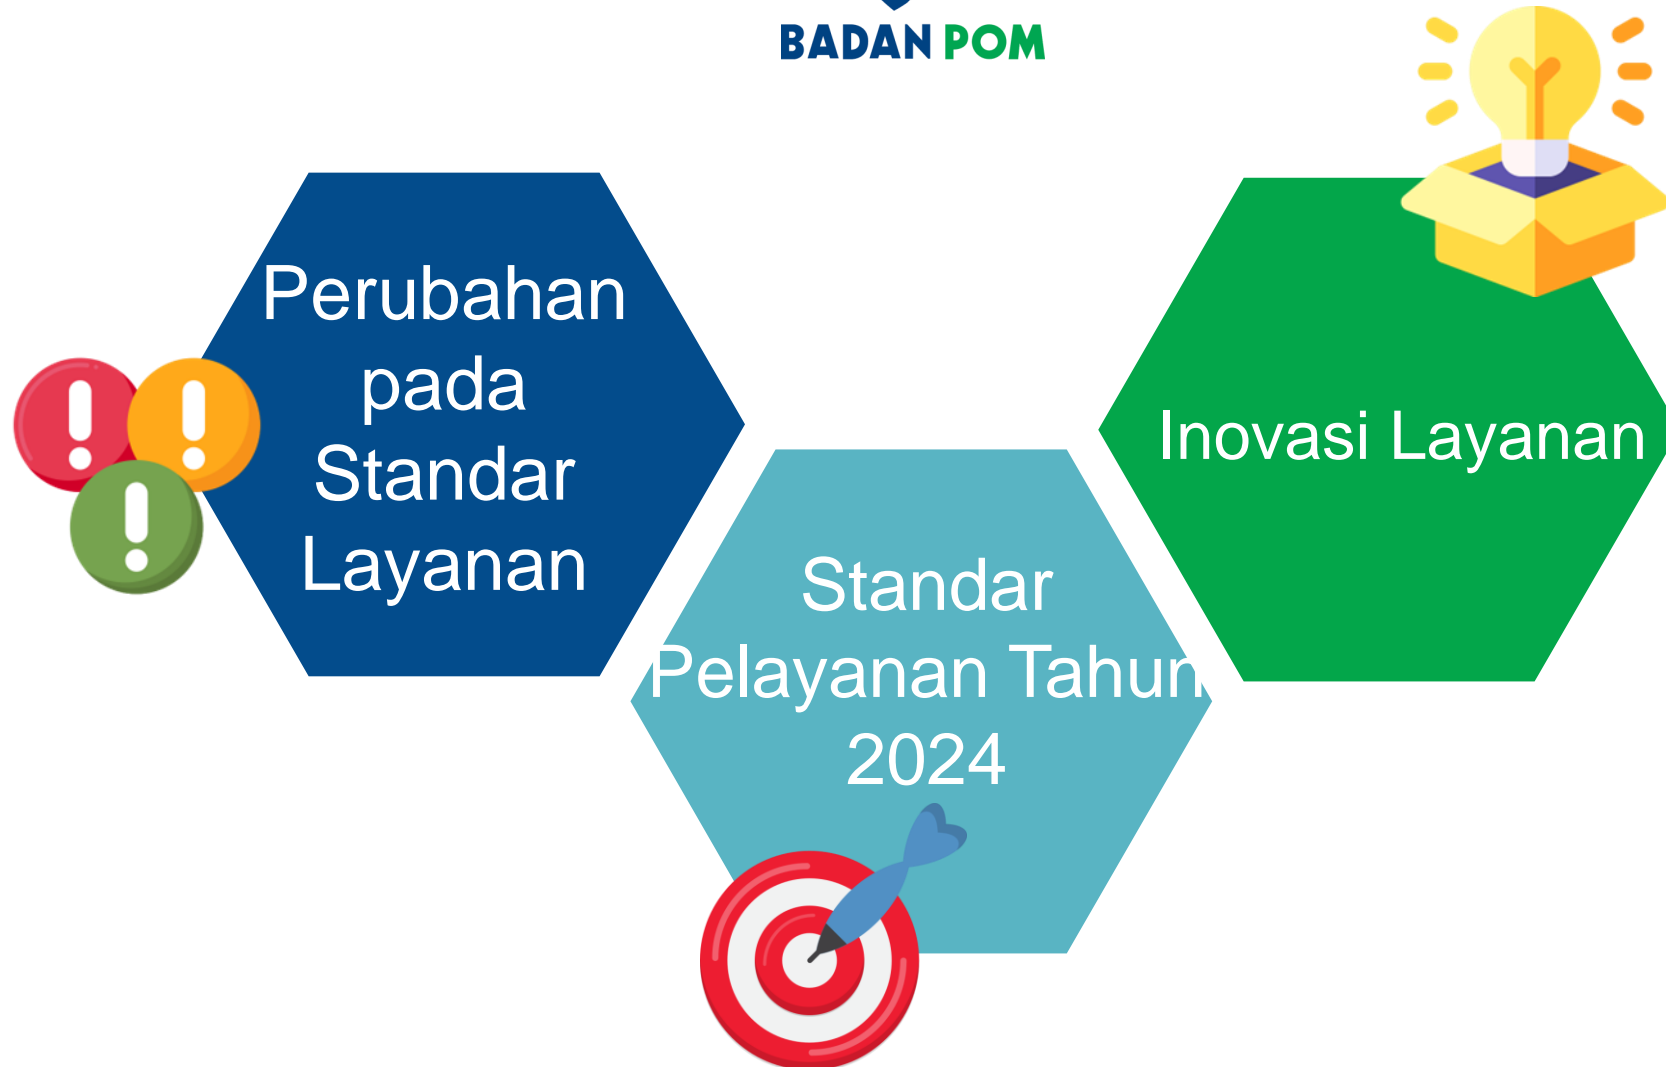 BADAN POM
Perubahan
pada
Standar
Layanan
Standar
Pelayanan Tahun
2024
Inovasi Layanan